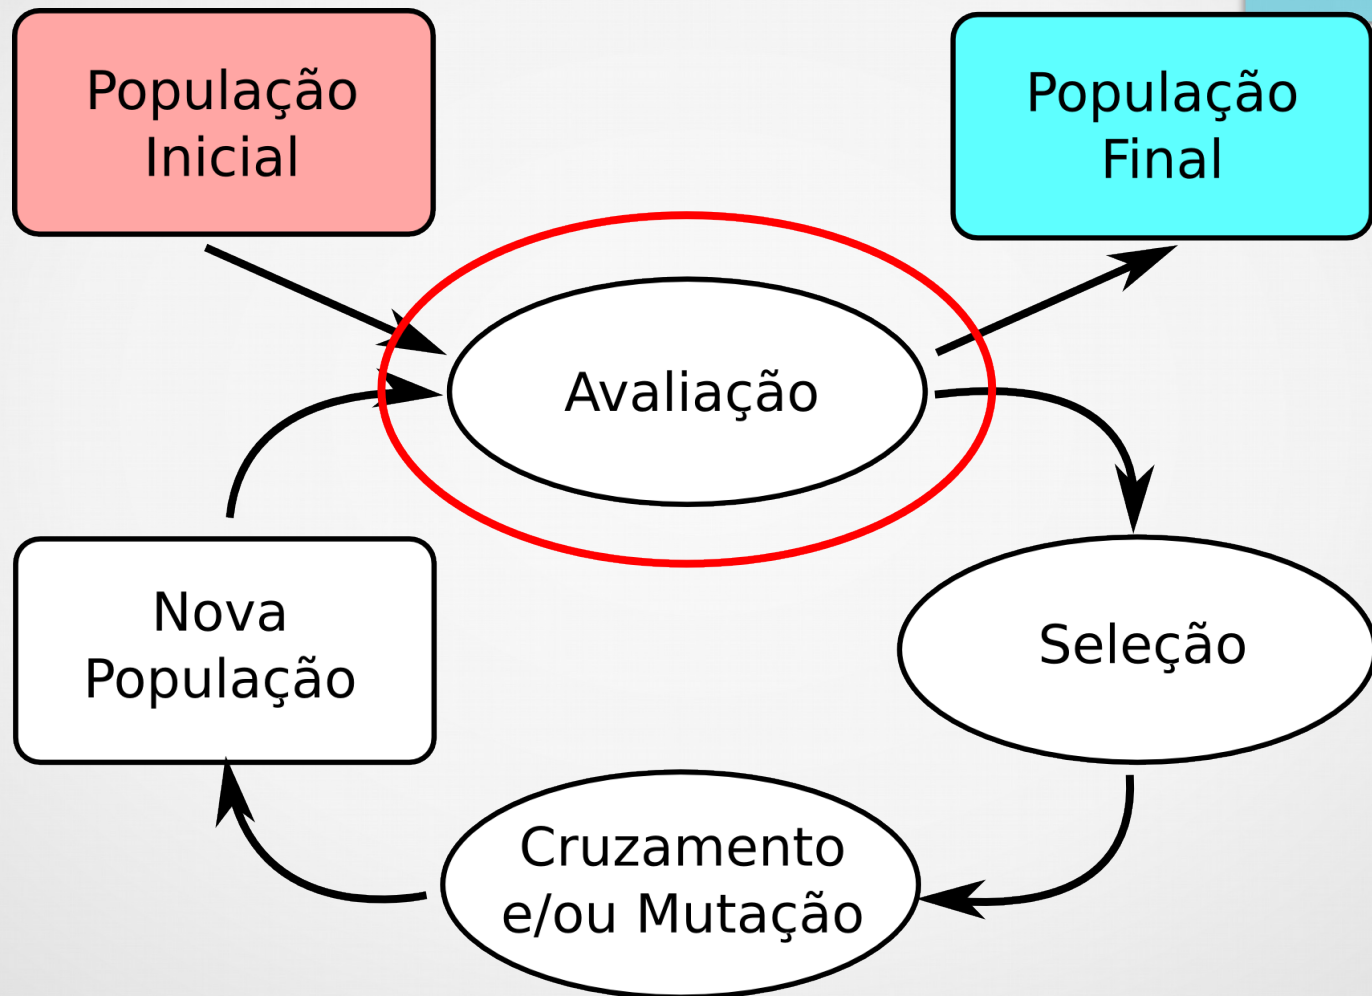 População
Inicial
População
Final
Avaliação
Nova
População
Seleção
Cruzamento
e/ou Mutação